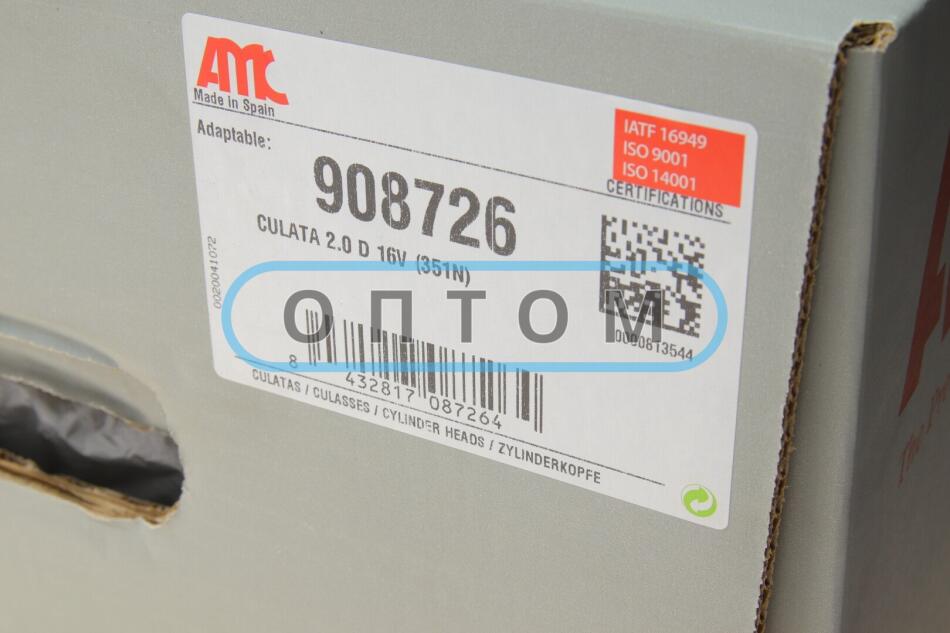 AMC
Made in Spain
Adaptable:
IATF 16949
ISO 9001
ISO 14001
CERTIFICATIONS
908726
CULATA 2.0 D 16V (351N)
0020041072
ОПТОМ
0000813544
8 432817 087264
CULATAS / CULASSES / CYLINDER HEADS / ZYLINDERKOPFE